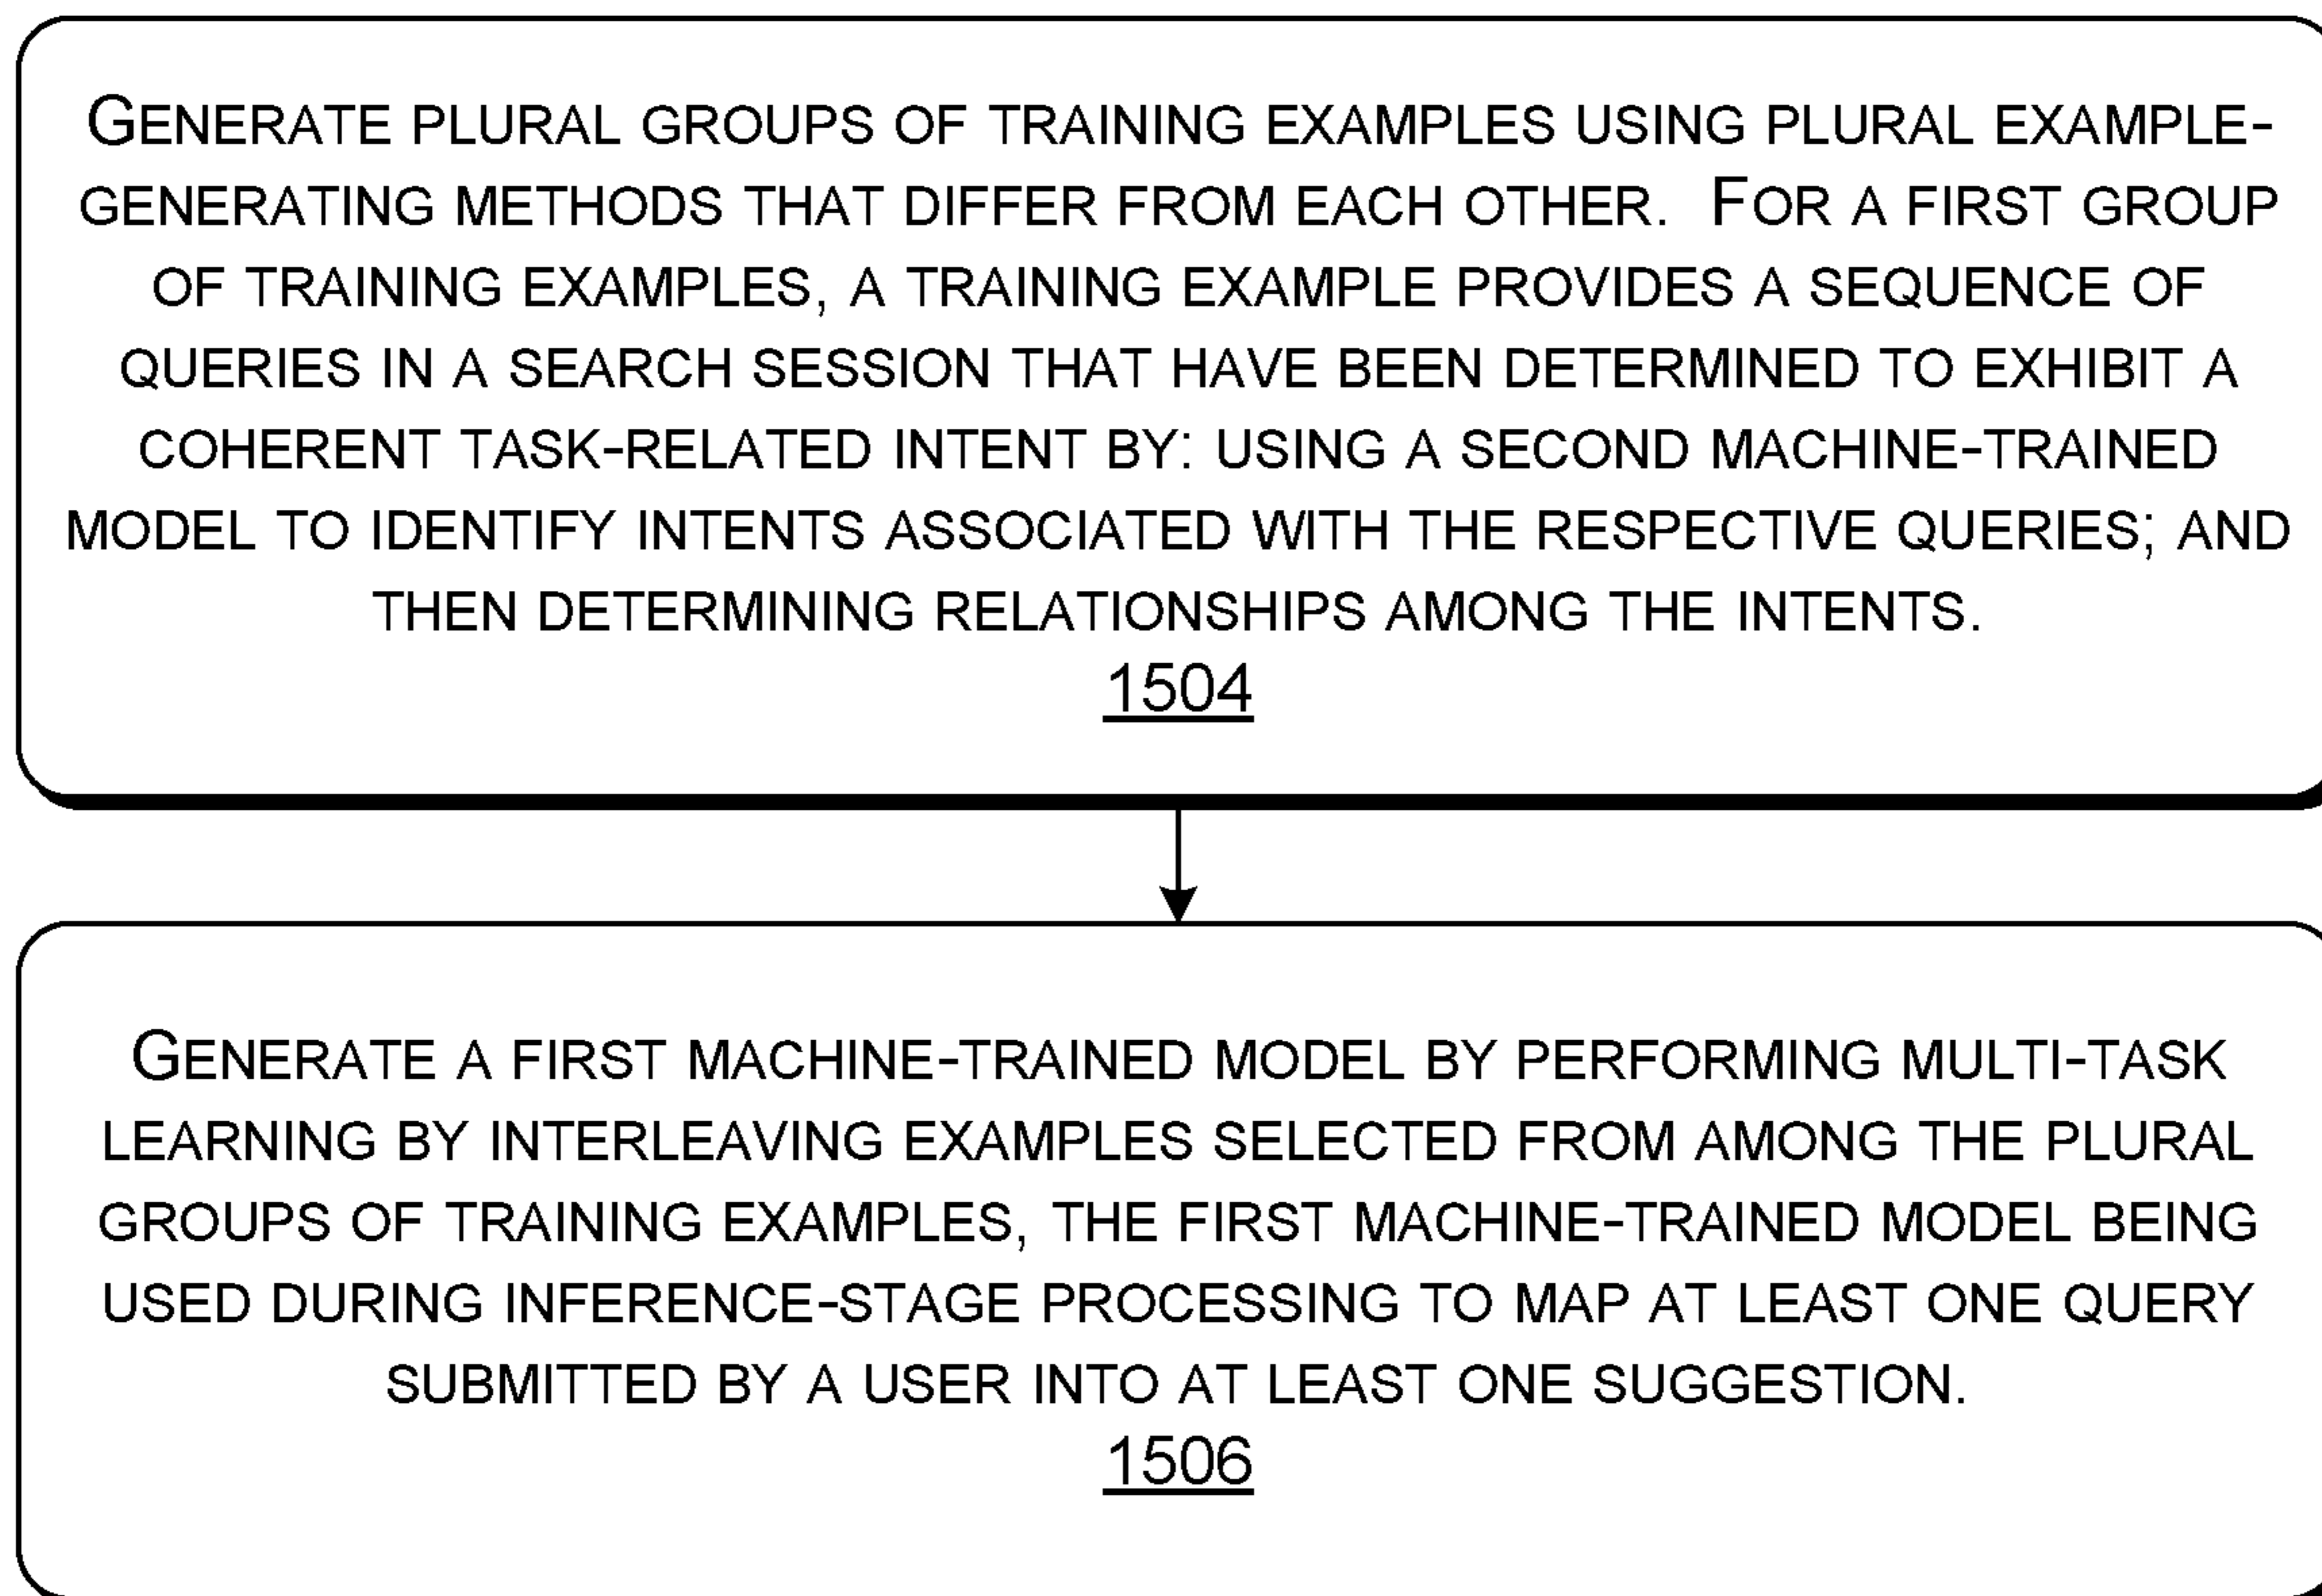 GENERATE PLURAL GROUPS OF TRAINING EXAMPLES USING PLURAL EXAMPLE-
GENERATING METHODS THAT DIFFER FROM EACH OTHER. FOR A FIRST GROUP
OF TRAINING EXAMPLES, A TRAINING EXAMPLE PROVIDES A SEQUENCE OF
QUERIES IN A SEARCH SESSION THAT HAVE BEEN DETERMINED TO EXHIBIT A
COHERENT TASK-RELATED INTENT BY: USING A SECOND MACHINE-TRAINED
MODEL TO IDENTIFY INTENTS ASSOCIATED WITH THE RESPECTIVE QUERIES; AND
THEN DETERMINING RELATIONSHIPS AMONG THE INTENTS.
1504
GENERATE A FIRST MACHINE-TRAINED MODEL BY PERFORMING MULTI-TASK
LEARNING BY INTERLEAVING EXAMPLES SELECTED FROM AMONG THE PLURAL
GROUPS OF TRAINING EXAMPLES, THE FIRST MACHINE-TRAINED MODEL BEING
USED DURING INFERENCE-STAGE PROCESSING TO MAP AT LEAST ONE QUERY
SUBMITTED BY A USER INTO AT LEAST ONE SUGGESTION.
1506